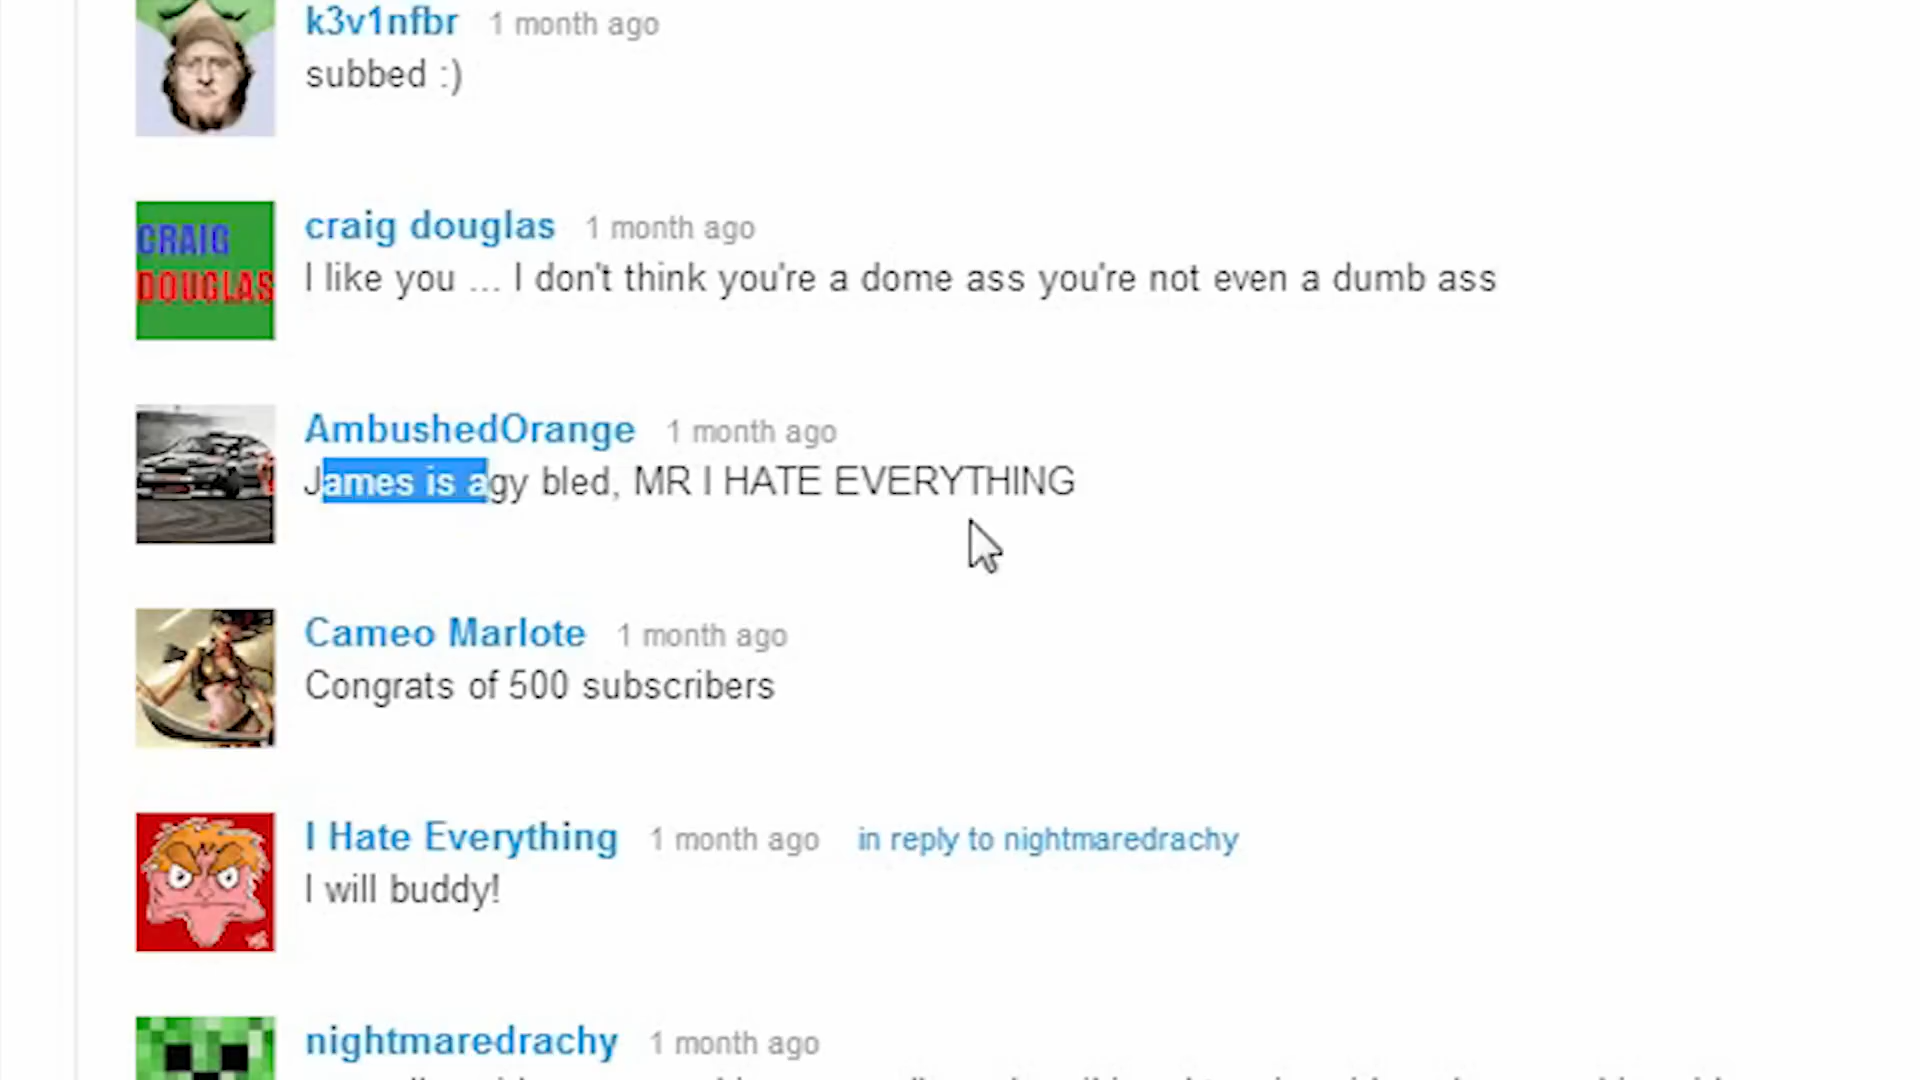 k3v1nfbr 1 month ago
subbed :)
CRAIG
DOUGLAS
craig douglas 1 month ago
I like you ... I don't think you're a dome ass you're not even a dumb ass
AmbushedOrange 1 month ago
James is agy bled, MR I HATE EVERYTHING
Cameo Marlote 1 month ago
Congrats of 500 subscribers
I Hate Everything 1 month ago in reply to nightmaredrachy
I will buddy!
nightmaredrachy 1 month ago